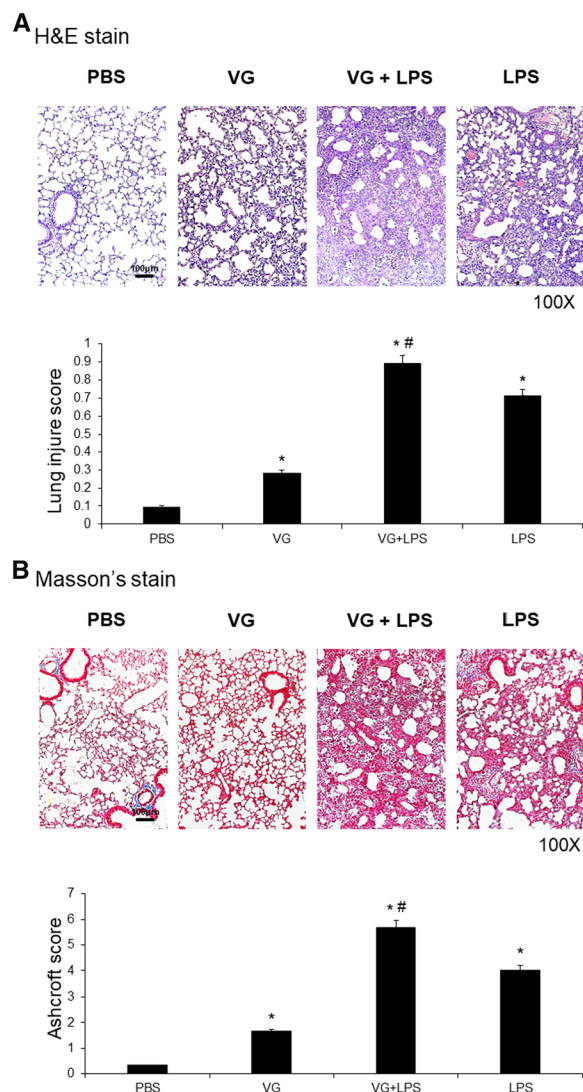 A H&E stain
PBS VG VG + LPS LPS
100µm
100X
Lung injure score
1
0.9
0.8
0.7
0.6
0.5
0.4
0.3
0.2
0.1
0
*
* #
*
PBS VG VG+LPS LPS
B Masson's stain
PBS VG VG + LPS LPS
100µm
100X
Ashcroft score
7
6
5
4
3
2
1
0
*
* #
*
PBS VG VG+LPS LPS